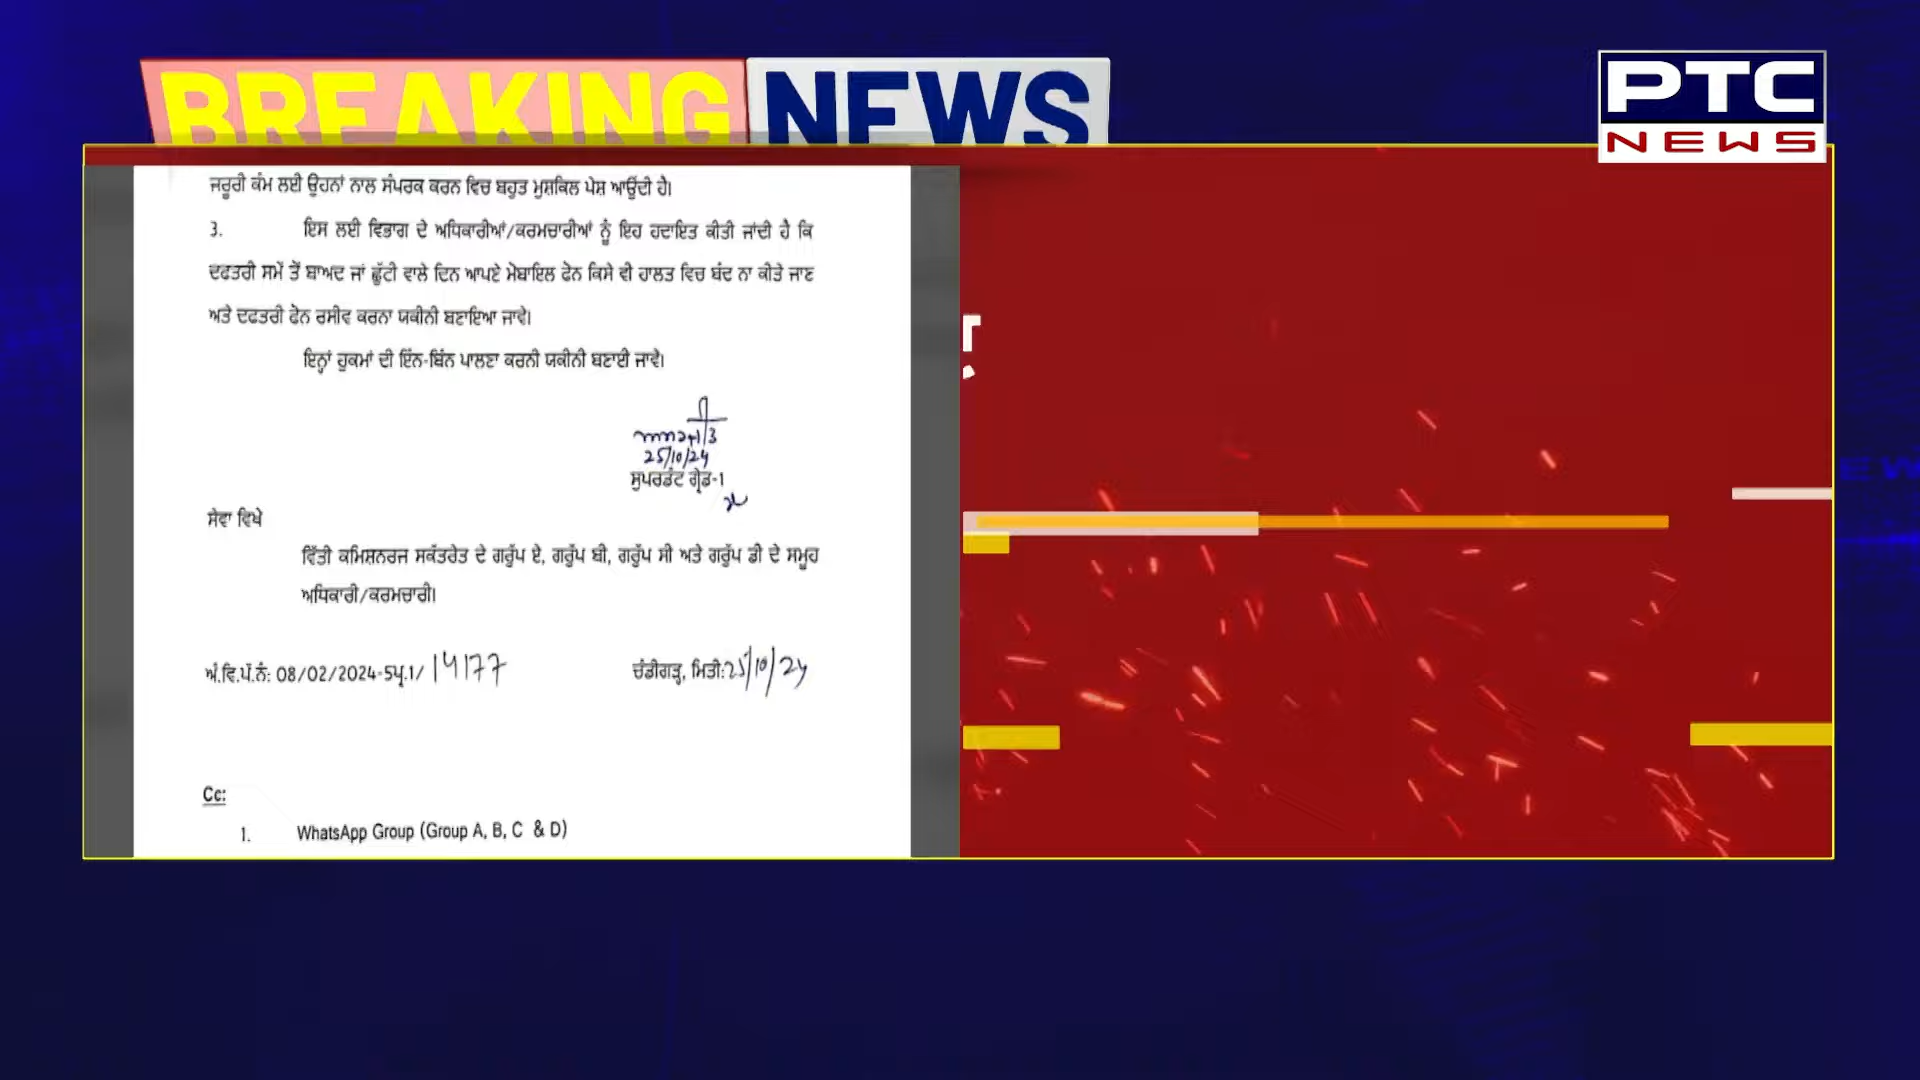 BREAKING NEWS
PTC
NEWS
ਜਰੂਰੀ ਕੰਮ ਲਈ ਉਹਨਾਂ ਨਾਲ ਸੰਪਰਕ ਕਰਨ ਵਿਚ ਬਹੁਤ ਮੁਸ਼ਕਿਲ ਪੇਸ਼ ਆਉਂਦੀ ਹੈ।
3. ਇਸ ਲਈ ਵਿਭਾਗ ਦੇ ਅਧਿਕਾਰੀਆਂ/ਕਰਮਚਾਰੀਆਂ ਨੂੰ ਇਹ ਹਦਾਇਤ ਕੀਤੀ ਜਾਂਦੀ ਹੈ ਕਿ
ਦਫਤਰੀ ਸਮੇਂ ਤੋਂ ਬਾਅਦ ਜਾਂ ਛੁੱਟੀ ਵਾਲੇ ਦਿਨ ਆਪਣੇ ਮੋਬਾਇਲ ਫੋਨ ਕਿਸੇ ਵੀ ਹਾਲਤ ਵਿਚ ਬੰਦ ਨਾ ਕੀਤੇ ਜਾਣ
ਅਤੇ ਦਫਤਰੀ ਫੋਨ ਰਸੀਵ ਕਰਨਾ ਯਕੀਨੀ ਬਣਾਇਆ ਜਾਵੇ।
ਇਨ੍ਹਾਂ ਹੁਕਮਾਂ ਦੀ ਇੰਨ-ਬਿੰਨ ਪਾਲਣਾ ਕਰਨੀ ਯਕੀਨੀ ਬਣਾਈ ਜਾਵੇ।
25/10/24
ਸੁਪਰਡੰਟ ਗ੍ਰੇਡ-1
ਸੇਵਾ ਵਿਖੇ
ਵਿੱਤੀ ਕਮਿਸ਼ਨਰਜ ਸਕੱਤਰੇਤ ਦੇ ਗਰੁੱਪ ਏ, ਗਰੁੱਪ ਬੀ, ਗਰੁੱਪ ਸੀ ਅਤੇ ਗਰੁੱਪ ਡੀ ਦੇ ਸਮੂਹ
ਅਧਿਕਾਰੀ/ਕਰਮਚਾਰੀ।
ਅੰ.ਵਿ.ਪੱ.ਨੰ: 08/02/2024-5ਪ੍ਰ.1/ 14177 ਚੰਡੀਗੜ੍ਹ, ਮਿਤੀ:25/10/24
Cc:
1. WhatsApp Group (Group A, B, C & D)